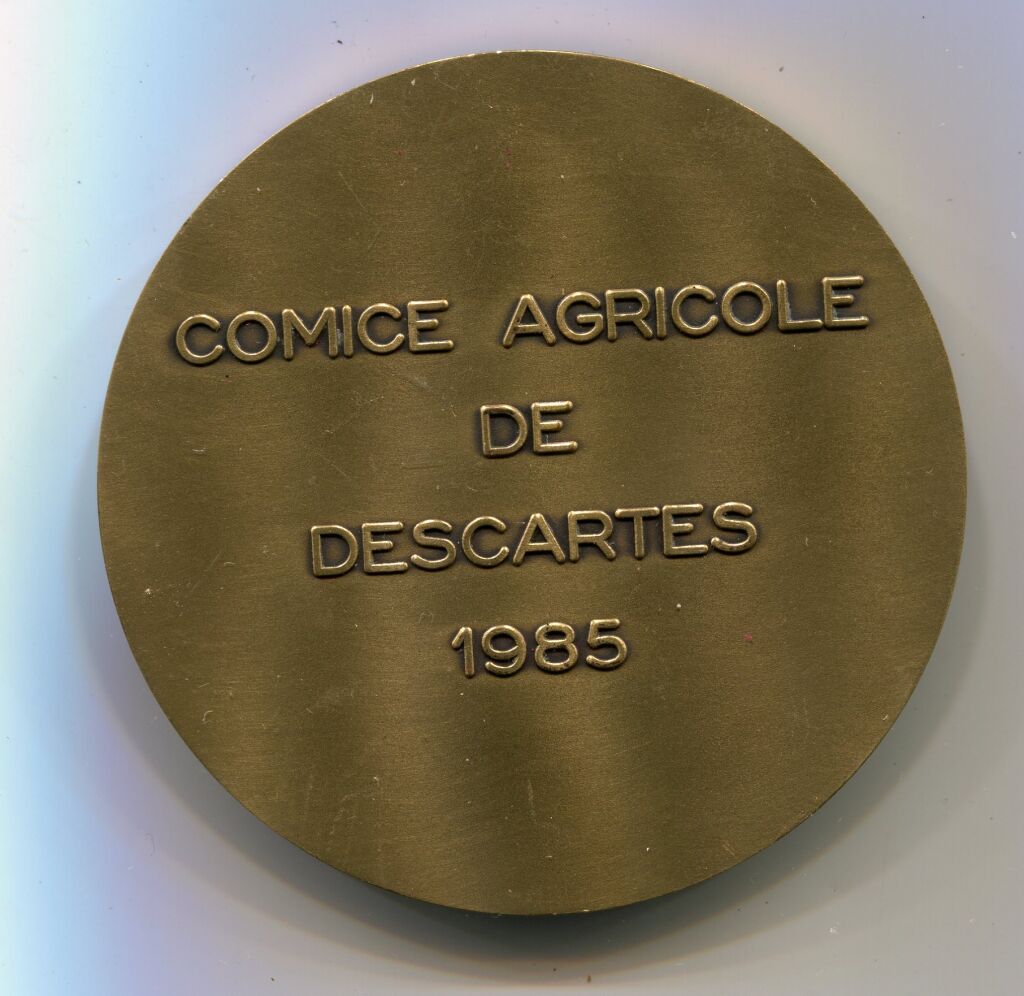 COMICE AGRICOLE
DE
DESCARTES
1985